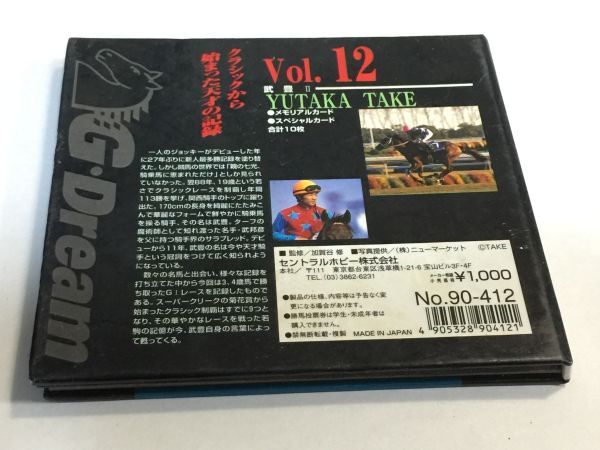 G·Dream
クラシックから
始まった天才の記録
Vol. 12
武 豊 II
YUTAKA TAKE
●メモリアルカード
●スペシャルカード
合計10枚
一人のジョッキーがデビューした年
に27年ぶりに新人最多勝記録を塗り替
えた。しかし競馬の世界では「親の七光、
騎乗馬に恵まれただけ」としか見られ
ていなかった。翌88年、19歳という若
さでクラシックレースを制覇し年間
113勝を挙げ、関西騎手のトップに躍り
出た。170cmの長身を綺麗にたたみこ
んで華麗なフォームで鮮やかに騎乗馬
を操る騎手、その名は武豊。ターフの
魔術師として知れ渡った名手・武邦彦
を父に持つ騎手界のサラブレッド。デビュ
ーから11年、武豊の名は今や天才騎
手という冠詞をつけて広く知られよう
になっている。
数々の名馬と出会い、様々な記録を
打ち立てた中から今回は3、4歳馬で勝
ち取ったGⅠレースを記録したものであ
る。スーパークリークの菊花賞から
始まったクラシック制覇はすでに9つと
なり、その華やかなレースを戦った若
駒の記憶が今、武豊自身の言葉によっ
て甦ってくる。
■監修／加賀谷 修 ■写真提供／(株)ニューマーケット
©TAKE
セントラルホビー株式会社
本社／〒111 東京都台東区浅草橋1-21-6 宝山ビル3F-4F
TEL. (03) 3862-6231
メーカー希望
小売価格 ¥1,000
No.90-412
●製品の仕様、内容等は予告なく変
更になる場合があります。
●勝馬投票券は学生・未成年者は
購入できません。
●禁無断転載・複製 MADE IN JAPAN
4 905328 904121